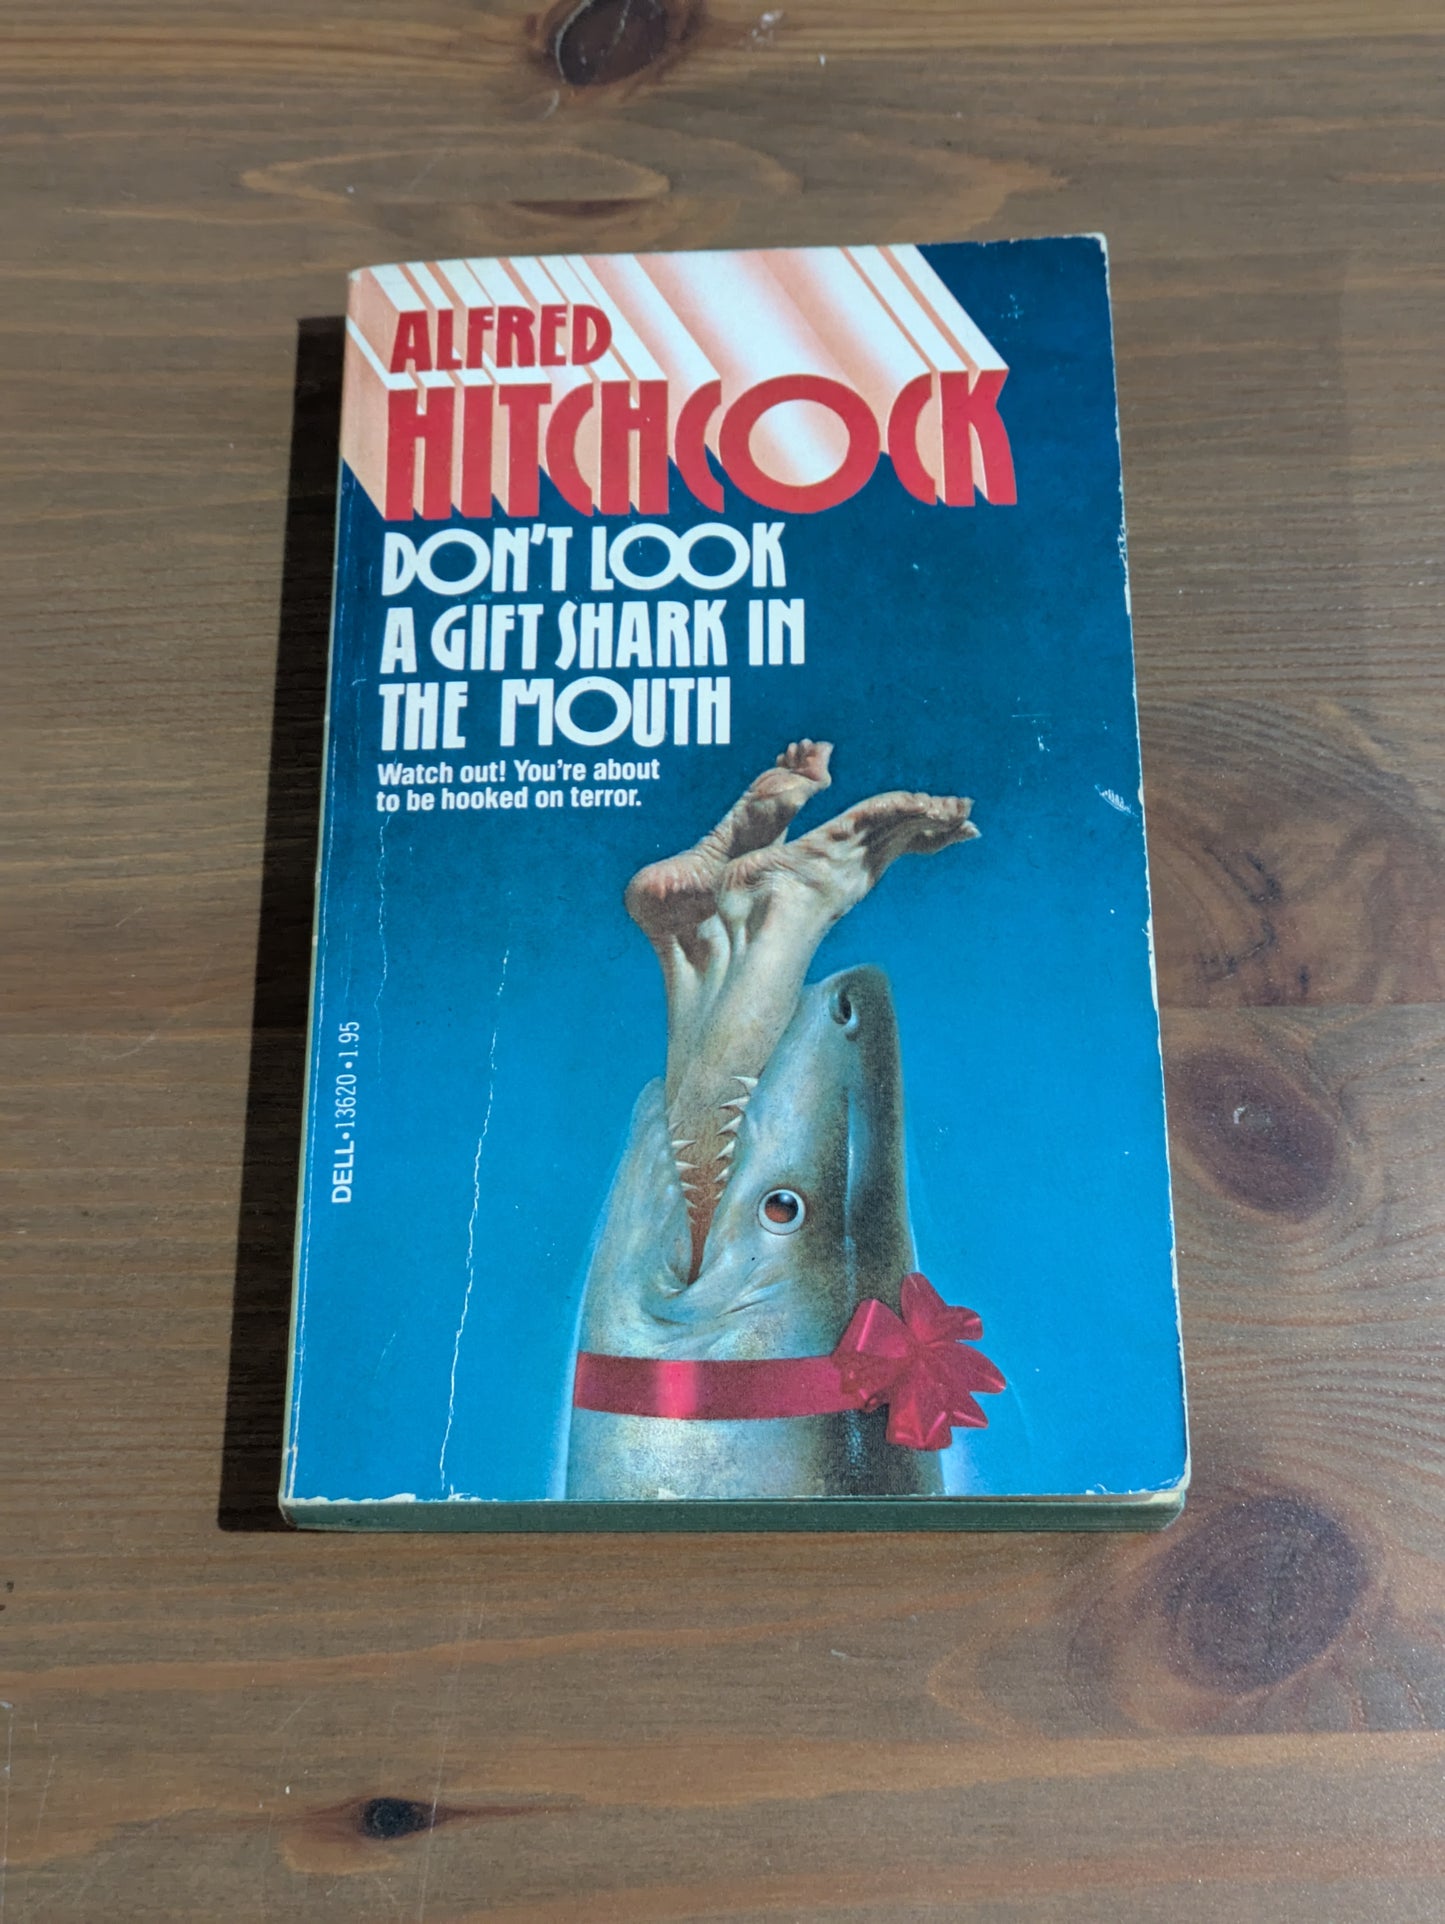 ALFRED
HITCHCOCK
DON'T LOOK
A GIFT SHARK IN
THE MOUTH
Watch out! You're about
to be hooked on terror.
DELL • 13620 • 1.95